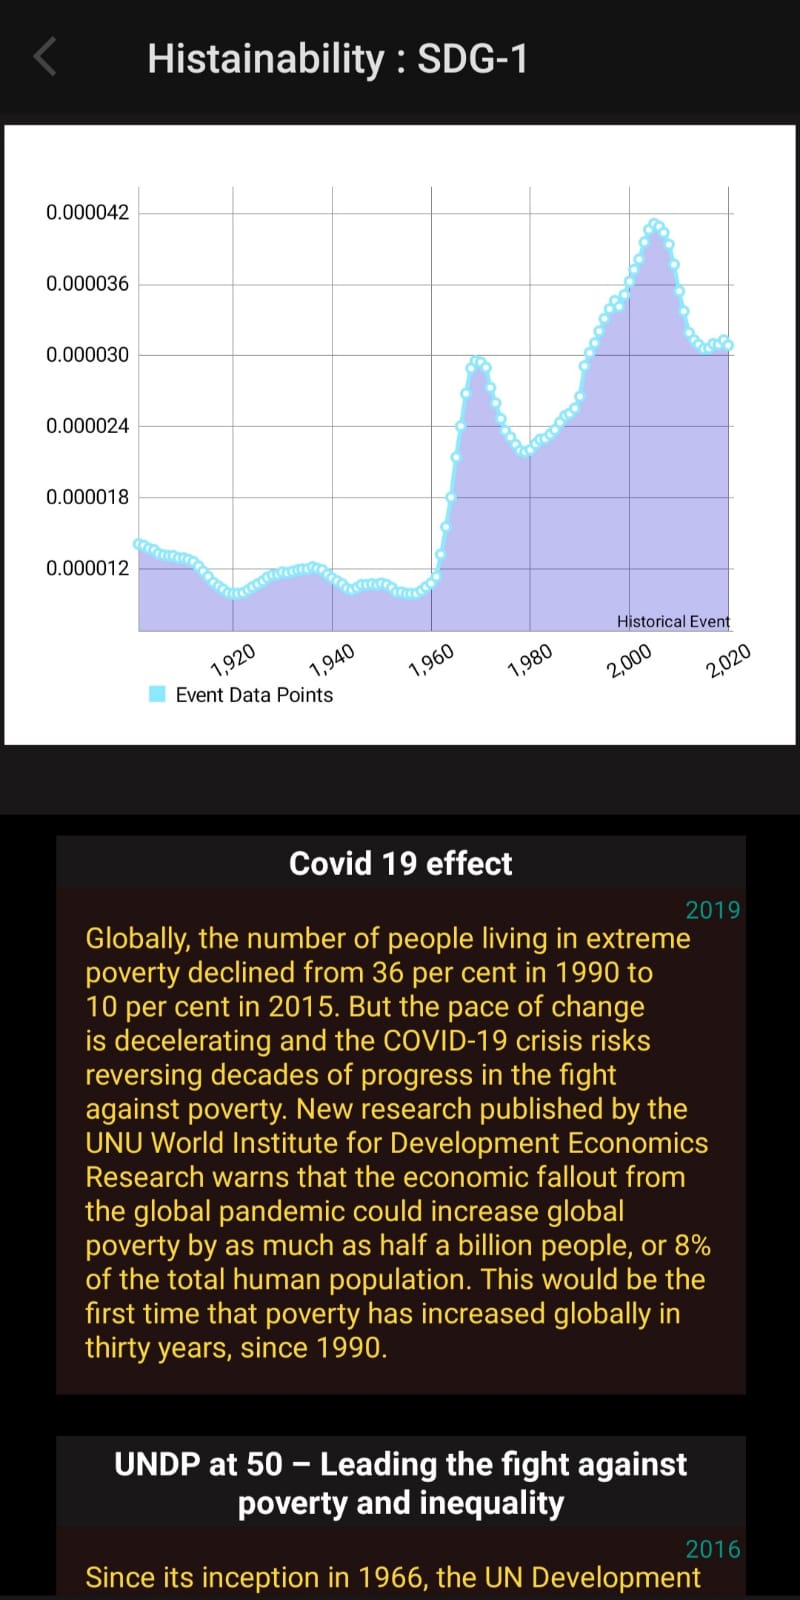 Histainability : SDG-1
0.000042
0.000036
0.000030
0.000024
0.000018
0.000012
Historical Event
1,920
1,940
1,960
1,980
2,000
2,020
Event Data Points
Covid 19 effect
2019
Globally, the number of people living in extreme
poverty declined from 36 per cent in 1990 to
10 per cent in 2015. But the pace of change
is decelerating and the COVID-19 crisis risks
reversing decades of progress in the fight
against poverty. New research published by the
UNU World Institute for Development Economics
Research warns that the economic fallout from
the global pandemic could increase global
poverty by as much as half a billion people, or 8%
of the total human population. This would be the
first time that poverty has increased globally in
thirty years, since 1990.
UNDP at 50 – Leading the fight against
poverty and inequality
2016
Since its inception in 1966, the UN Development